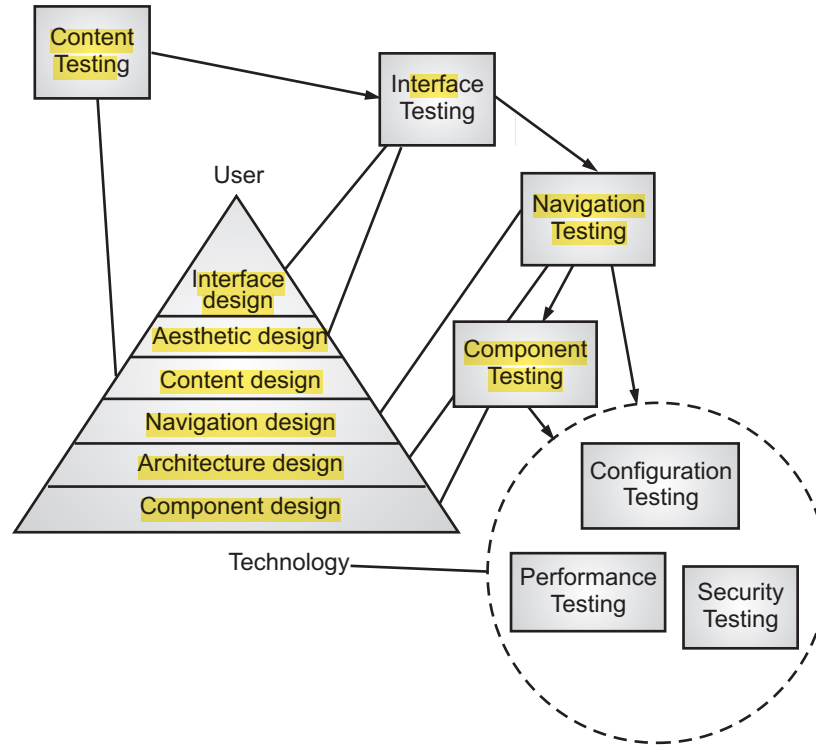 Content
Testing
Interface
Testing
User
Navigation
Testing
Interface
design
Aesthetic design
Component
Testing
Content design
Navigation design
Architecture design
Configuration
Testing
Component design
Technology
Performance
Testing
Security
Testing